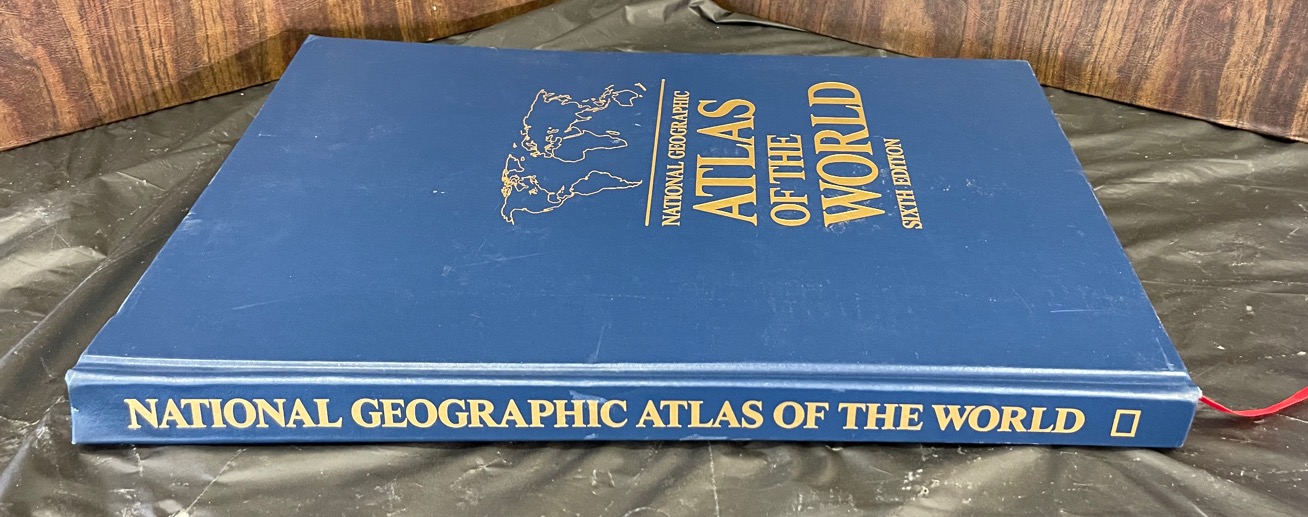 NATIONAL GEOGRAPHIC
ATLAS
OF THE
WORLD
SIXTH EDITION
NATIONAL GEOGRAPHIC ATLAS OF THE WORLD